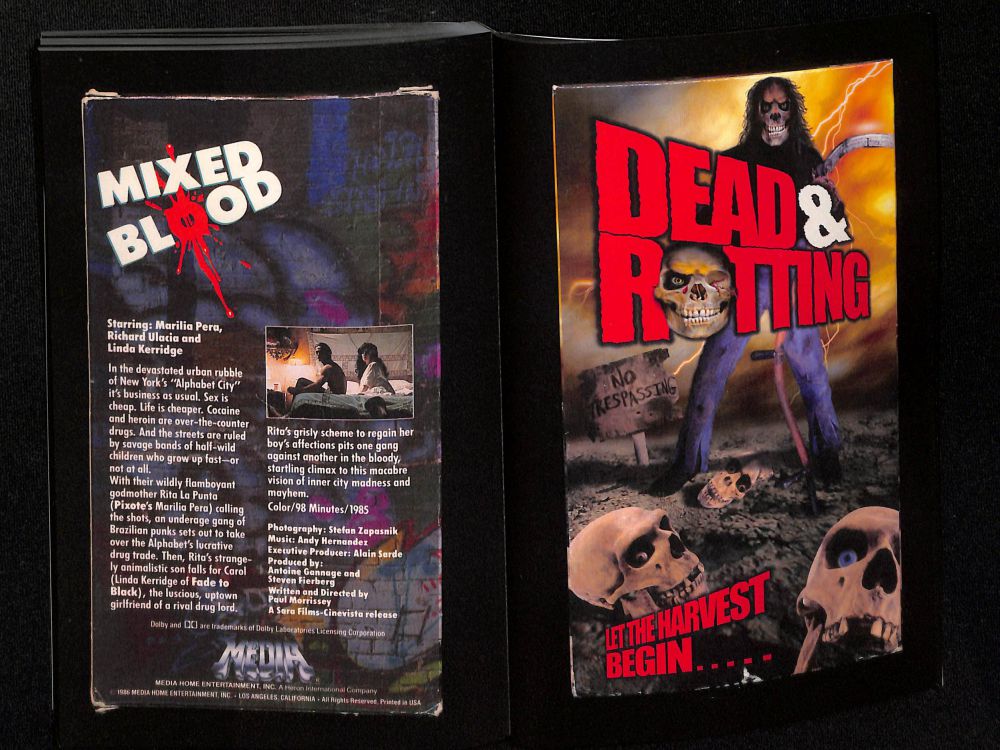 MIXED
BLOOD
Starring: Marilia Pera,
Richard Ulacia and
Linda Kerridge
In the devastated urban rubble
of New York's "Alphabet City"
it's business as usual. Sex is
cheap. Life is cheaper. Cocaine
and heroin are over-the-counter
drugs. And the streets are ruled
by savage bands of half-wild
children who grow up fast—or
not at all.
With their wildly flamboyant
godmother Rita La Punta
(Pixote's Marilia Pera) calling
the shots, an underage gang of
Brazilian punks sets out to take
over the Alphabet's lucrative
drug trade. Then, Rita's strange-
ly animalistic son falls for Carol
(Linda Kerridge of Fade to
Black), the luscious, uptown
girlfriend of a rival drug lord.
Rita's grisly scheme to regain her
boy's affections pits one gang
against another in the bloody,
startling climax to this macabre
vision of inner city madness and
mayhem.
Color/98 Minutes/1985
Photography: Stefan Zapasnik
Music: Andy Hernandez
Executive Producer: Alain Sarde
Produced by:
Antoine Gannage and
Steven Fierberg
Written and Directed by
Paul Morrissey
A Sara Films-Cinevista release
Dolby and are trademarks of Dolby Laboratories Licensing Corporation
MEDIA
MEDIA HOME ENTERTAINMENT, INC. A Heron International Company
© 1986 MEDIA HOME ENTERTAINMENT, INC. - LOS ANGELES, CALIFORNIA - All Rights Reserved. Printed in USA
DEAD &
ROTTING
NO
TRESPASSING
LET THE HARVEST
BEGIN.....